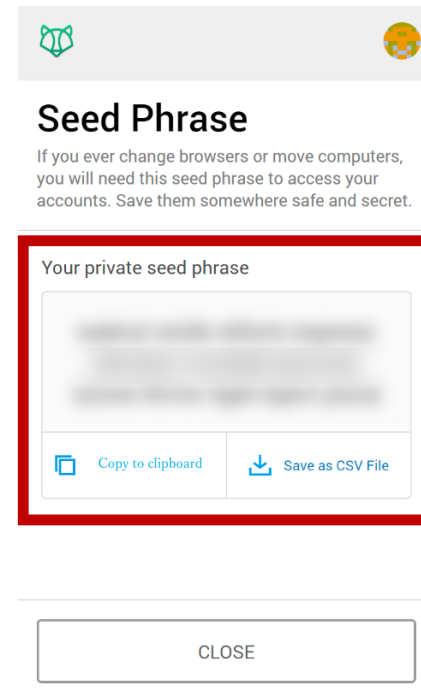 Seed Phrase
If you ever change browsers or move computers,
you will need this seed phrase to access your
accounts. Save them somewhere safe and secret.
Your private seed phrase
Copy to clipboard
Save as CSV File
CLOSE